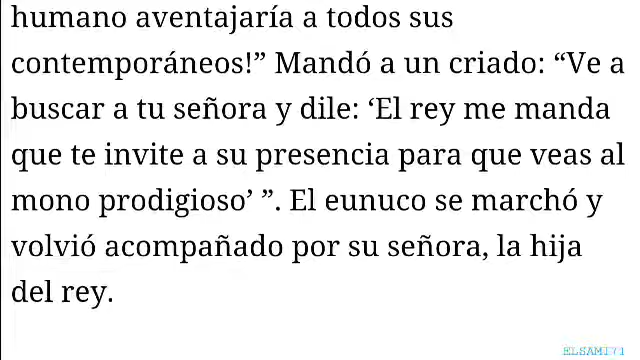 humano aventajaría a todos sus
contemporáneos!” Mandó a un criado: “Ve a
buscar a tu señora y dile: ‘El rey me manda
que te invite a su presencia para que veas al
mono prodigioso’ ”. El eunuco se marchó y
volvió acompañado por su señora, la hija
del rey.
ELSAMI71